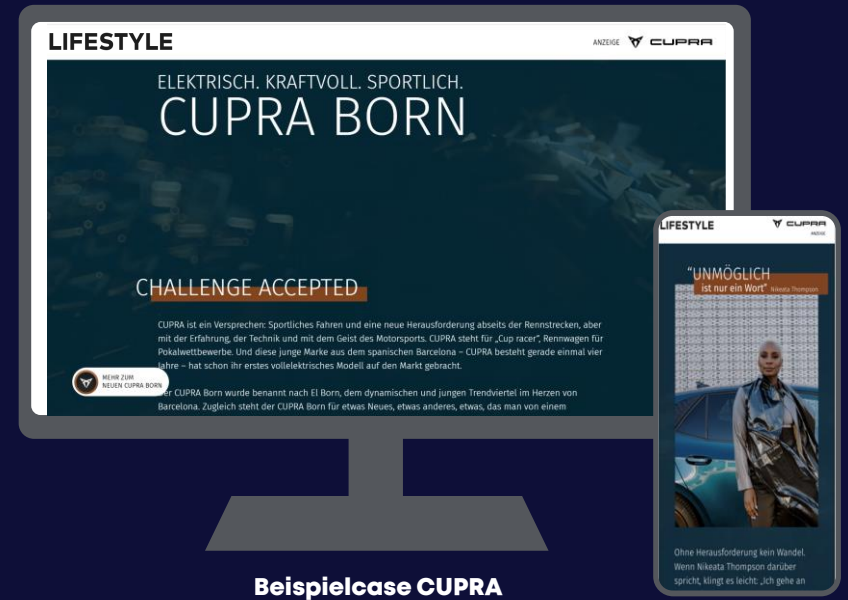 LIFESTYLE
ANZEIGE CUPRA
ELEKTRISCH. KRAFTVOLL. SPORTLICH.
CUPRA BORN
CHALLENGE ACCEPTED
CUPRA ist ein Versprechen: Sportliches Fahren und eine neue Herausforderung abseits der Rennstrecken, aber
mit der Erfahrung, der Technik und mit dem Geist des Motorsports. CUPRA steht für „Cup racer“, Rennwagen für
Pokalwettbewerbe. Und diese junge Marke aus dem spanischen Barcelona – CUPRA besteht gerade einmal vier
Jahre – hat schon ihr erstes vollelektrisches Modell auf den Markt gebracht.
MEHR ZUM
NEUEN CUPRA BORN
CUPRA Born wurde benannt nach El Born, dem dynamischen und jungen Trendviertel im Herzen von
Barcelona. Zugleich steht der CUPRA Born für etwas Neues, etwas anderes, etwas, das man von einem
LIFESTYLE CUPRA
ANZEIGE
“UNMÖGLICH
ist nur ein Wort” Nikeata Thompson
Ohne Herausforderung kein Wandel.
Wenn Nikeata Thompson darüber
spricht, klingt es leicht: „Ich gehe an
Beispielcase CUPRA